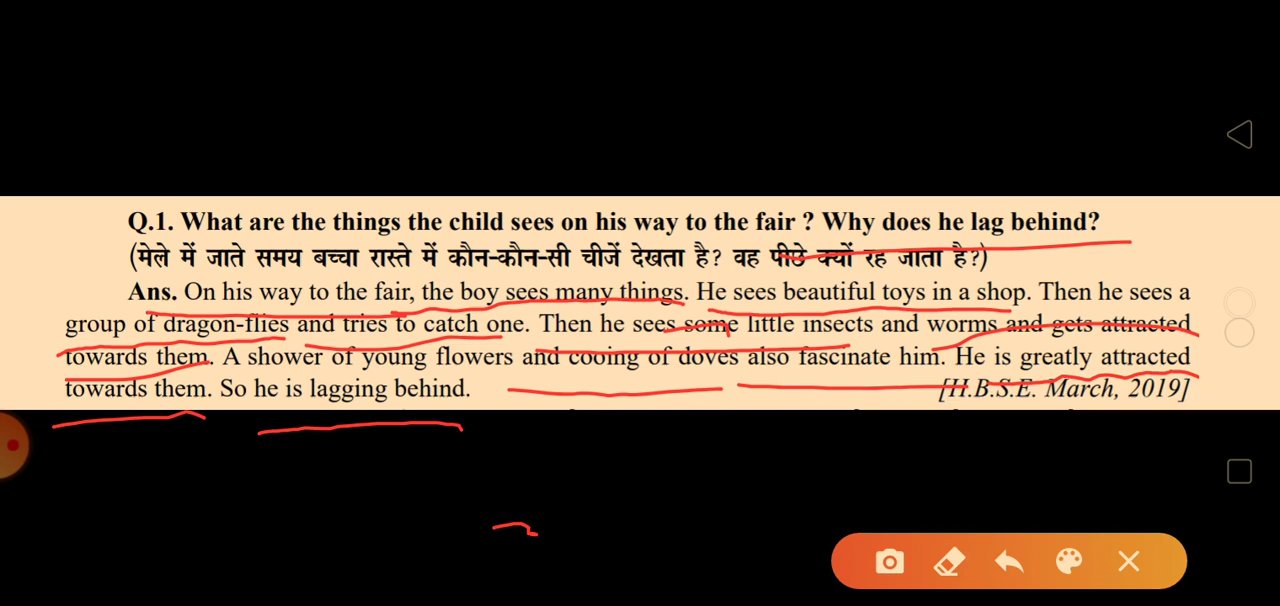 Q.1. What are the things the child sees on his way to the fair ? Why does he lag behind?
(मेले में जाते समय बच्चा रास्ते में कौन-कौन-सी चीजें देखता है? वह पीछे क्यों रह जाता है?)
Ans. On his way to the fair, the boy sees many things. He sees beautiful toys in a shop. Then he sees a
group of dragon-flies and tries to catch one. Then he sees some little insects and worms and gets attracted
towards them. A shower of young flowers and cooing of doves also fascinate him. He is greatly attracted
towards them. So he is lagging behind. [H.B.S.E. March, 2019]